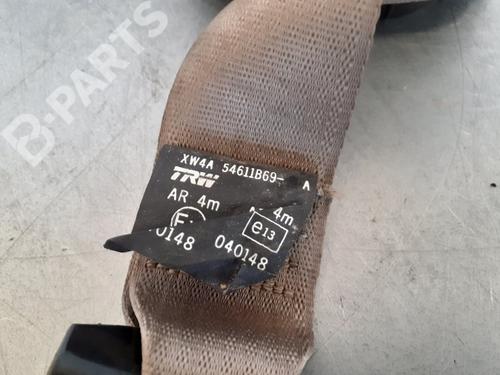 B-PARTS
XW4A 54611B69- A
TRW
AR 4m 4m
E e13
0148 040148